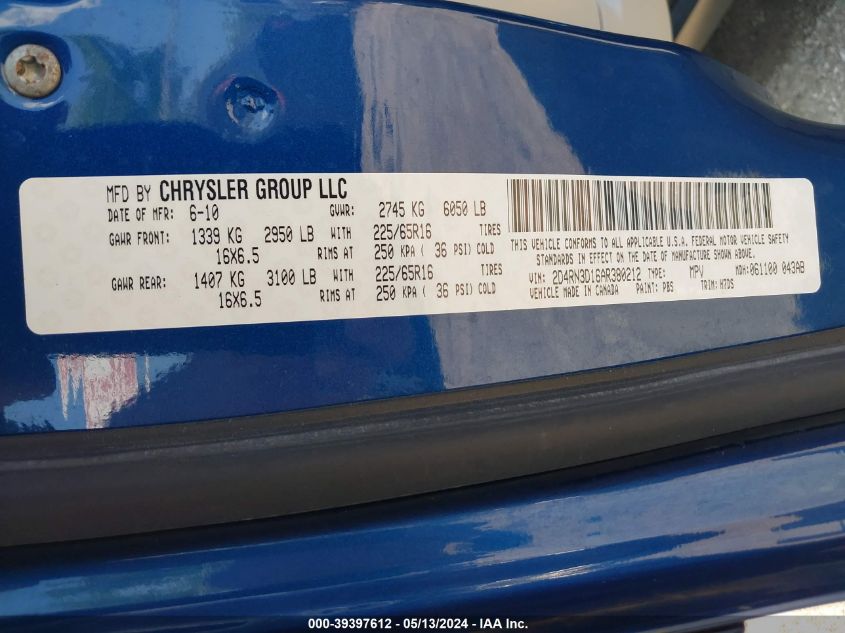 MFD BY CHRYSLER GROUP LLC
DATE OF MFR: 6-10 GVWR: 2745 KG 6050 LB
GAWR FRONT: 1339 KG 2950 LB WITH 225/65R16 TIRES
16X6.5 RIMS AT 250 KPA ( 36 PSI) COLD
GAWR REAR: 1407 KG 3100 LB WITH 225/65R16 TIRES
16X6.5 RIMS AT 250 KPA ( 36 PSI) COLD
THIS VEHICLE CONFORMS TO ALL APPLICABLE U.S.A. FEDERAL MOTOR VEHICLE SAFETY
STANDARDS IN EFFECT ON THE DATE OF MANUFACTURE SHOWN ABOVE.
VIN: 2D4RN3D16AR380212 TYPE: MPV MDH: 061100 043AB
VEHICLE MADE IN CANADA PAINT: PBS TRIM: HTDS
000-39397612 - 05/13/2024 - IAA Inc.